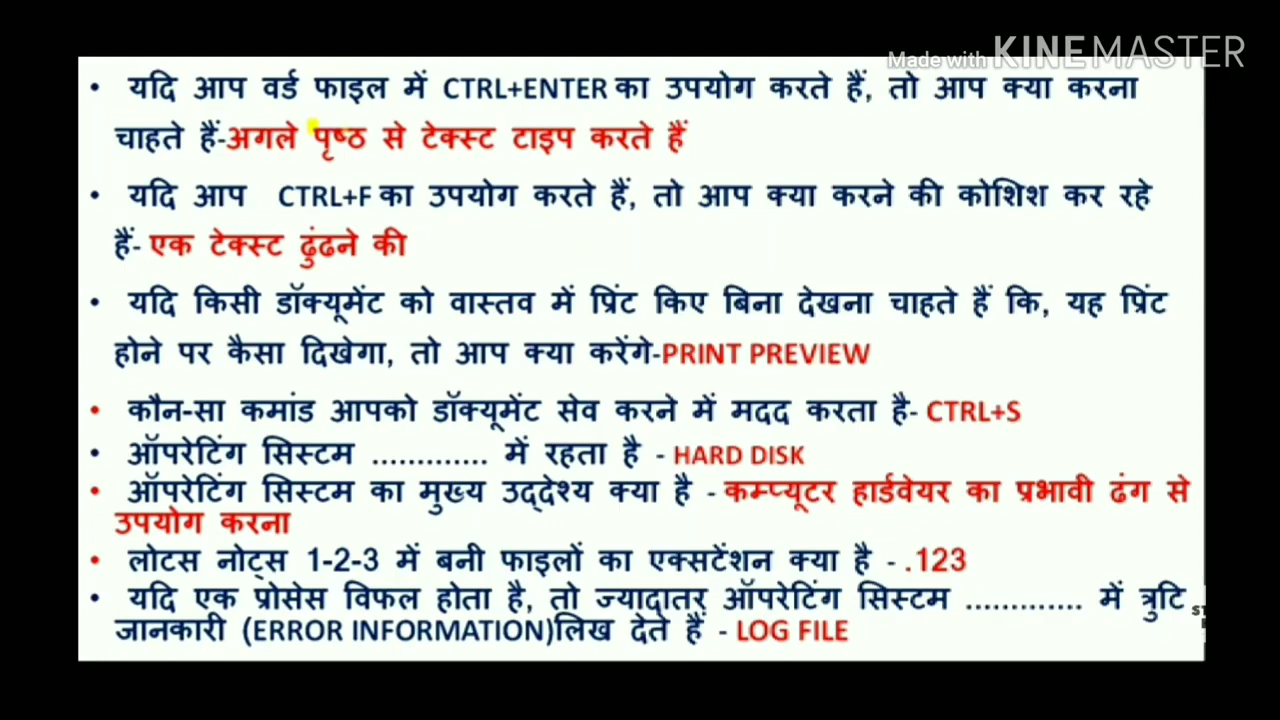 Made with KINEMASTER
• यदि आप वर्ड फाइल में CTRL+ENTER का उपयोग करते हैं, तो आप क्या करना
चाहते हैं-अगले पृष्ठ से टेक्स्ट टाइप करते हैं
• यदि आप CTRL+F का उपयोग करते हैं, तो आप क्या करने की कोशिश कर रहे
हैं- एक टेक्स्ट ढुंढने की
• यदि किसी डॉक्यूमेंट को वास्तव में प्रिंट किए बिना देखना चाहते हैं कि, यह प्रिंट
होने पर कैसा दिखेगा, तो आप क्या करेंगे-PRINT PREVIEW
• कौन-सा कमांड आपको डॉक्यूमेंट सेव करने में मदद करता है- CTRL+S
• ऑपरेटिंग सिस्टम ............. में रहता है - HARD DISK
• ऑपरेटिंग सिस्टम का मुख्य उद्देश्य क्या है - कम्प्यूटर हार्डवेयर का प्रभावी ढंग से
उपयोग करना
• लोटस नोट्स 1-2-3 में बनी फाइलों का एक्सटेंशन क्या है - .123
• यदि एक प्रोसेस विफल होता है, तो ज्यादातर ऑपरेटिंग सिस्टम ............. में त्रुटि
जानकारी (ERROR INFORMATION)लिख देते हैं - LOG FILE